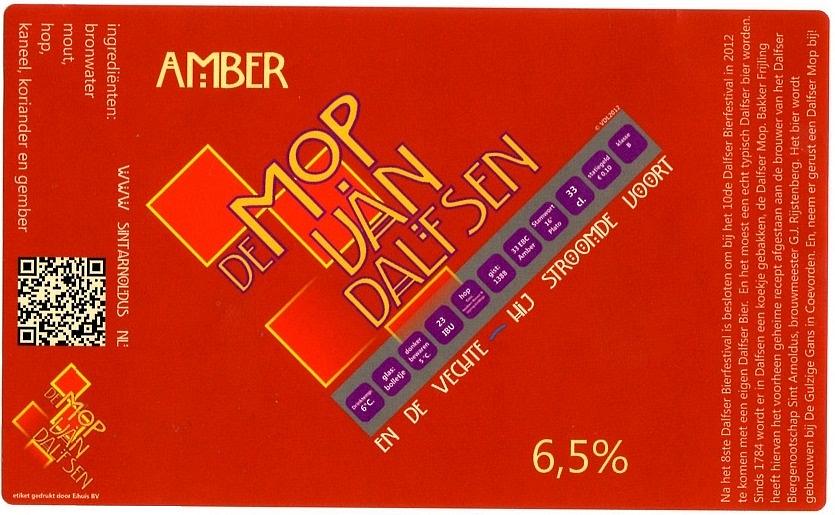 AMBER
DE MOP
VAN
DALFSEN
© VDL2012
Drinktemp:
6°C.
glas:
bolletje
donker
bewaren
5 °C.
23
IBU
hop
gist:
1388
33 EBC
Amber
Stamwort
16°
Plato
33
cl.
statiegeld
€ 0,10
klasse
B
EN DE VECHTE ~ HIJ STROOMDE VOORT
6,5%
ingrediënten:
bronwater
mout,
hop,
kaneel, koriander en gember
WWW SINTARNOLDUS NL
DE MOP
VAN
DALFSEN
etiket gedrukt door Eshuis BV
Na het 8ste Dalfser Bierfestival is besloten om bij het 10de Dalfser Bierfestival in 2012
te komen met een eigen Dalfser Bier. En het moest een echt typisch Dalfser bier worden.
Sinds 1784 wordt er in Dalfsen een koekje gebakken, de Dalfser Mop. Bakker Frijling
heeft hiervan het voorheen geheime recept afgestaan aan de brouwer van het Dalfser
Biergenootschap Sint Arnoldus, brouwmeester G.J. Rijstenberg. Het bier wordt
gebrouwen bij De Gulzige Gans in Coevorden. En, neem er gerust een Dalfser Mop bij!